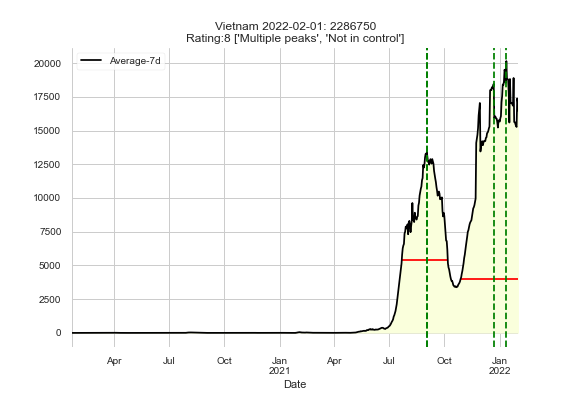 Vietnam 2022-02-01: 2286750
Rating:8 ['Multiple peaks', 'Not in control']
Average-7d
20000
17500
15000
12500
10000
7500
5000
2500
0
Apr Jul Oct Jan Apr Jul Oct Jan
2021 2022
Date